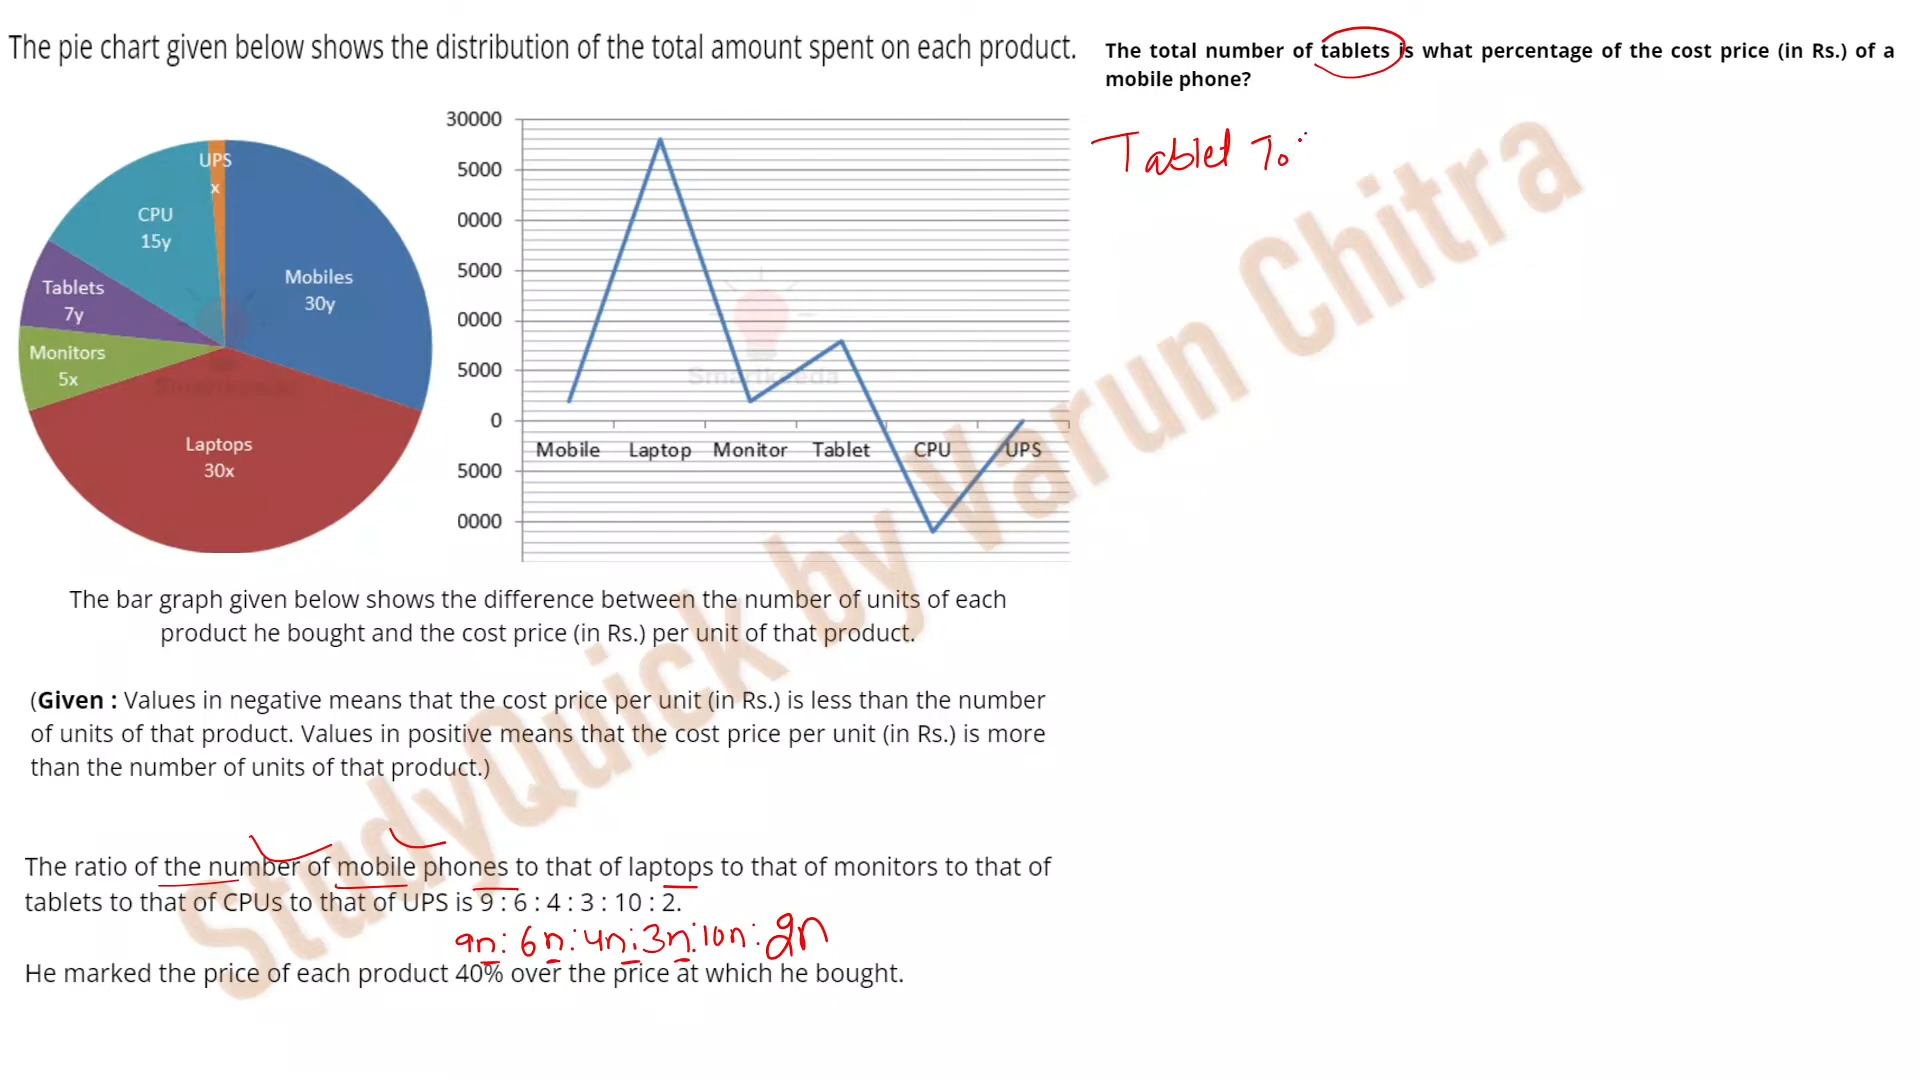 The pie chart given below shows the distribution of the total amount spent on each product.
The total number of tablets is what percentage of the cost price (in Rs.) of a
mobile phone?
Tablet To
UPS
x
CPU
15y
Tablets
7y
Monitors
5x
Mobiles
30y
Laptops
30x
30000
5000
0000
5000
0000
5000
0
5000
0000
Mobile Laptop Monitor Tablet CPU UPS
Smartkeeda
The bar graph given below shows the difference between the number of units of each
product he bought and the cost price (in Rs.) per unit of that product.
(Given : Values in negative means that the cost price per unit (in Rs.) is less than the number
of units of that product. Values in positive means that the cost price per unit (in Rs.) is more
than the number of units of that product.)
The ratio of the number of mobile phones to that of laptops to that of monitors to that of
tablets to that of CPUs to that of UPS is 9 : 6 : 4 : 3 : 10 : 2.
9n : 6n : 4n : 3n : 10n : 2n
He marked the price of each product 40% over the price at which he bought.
StudyQuick by Varun Chitra